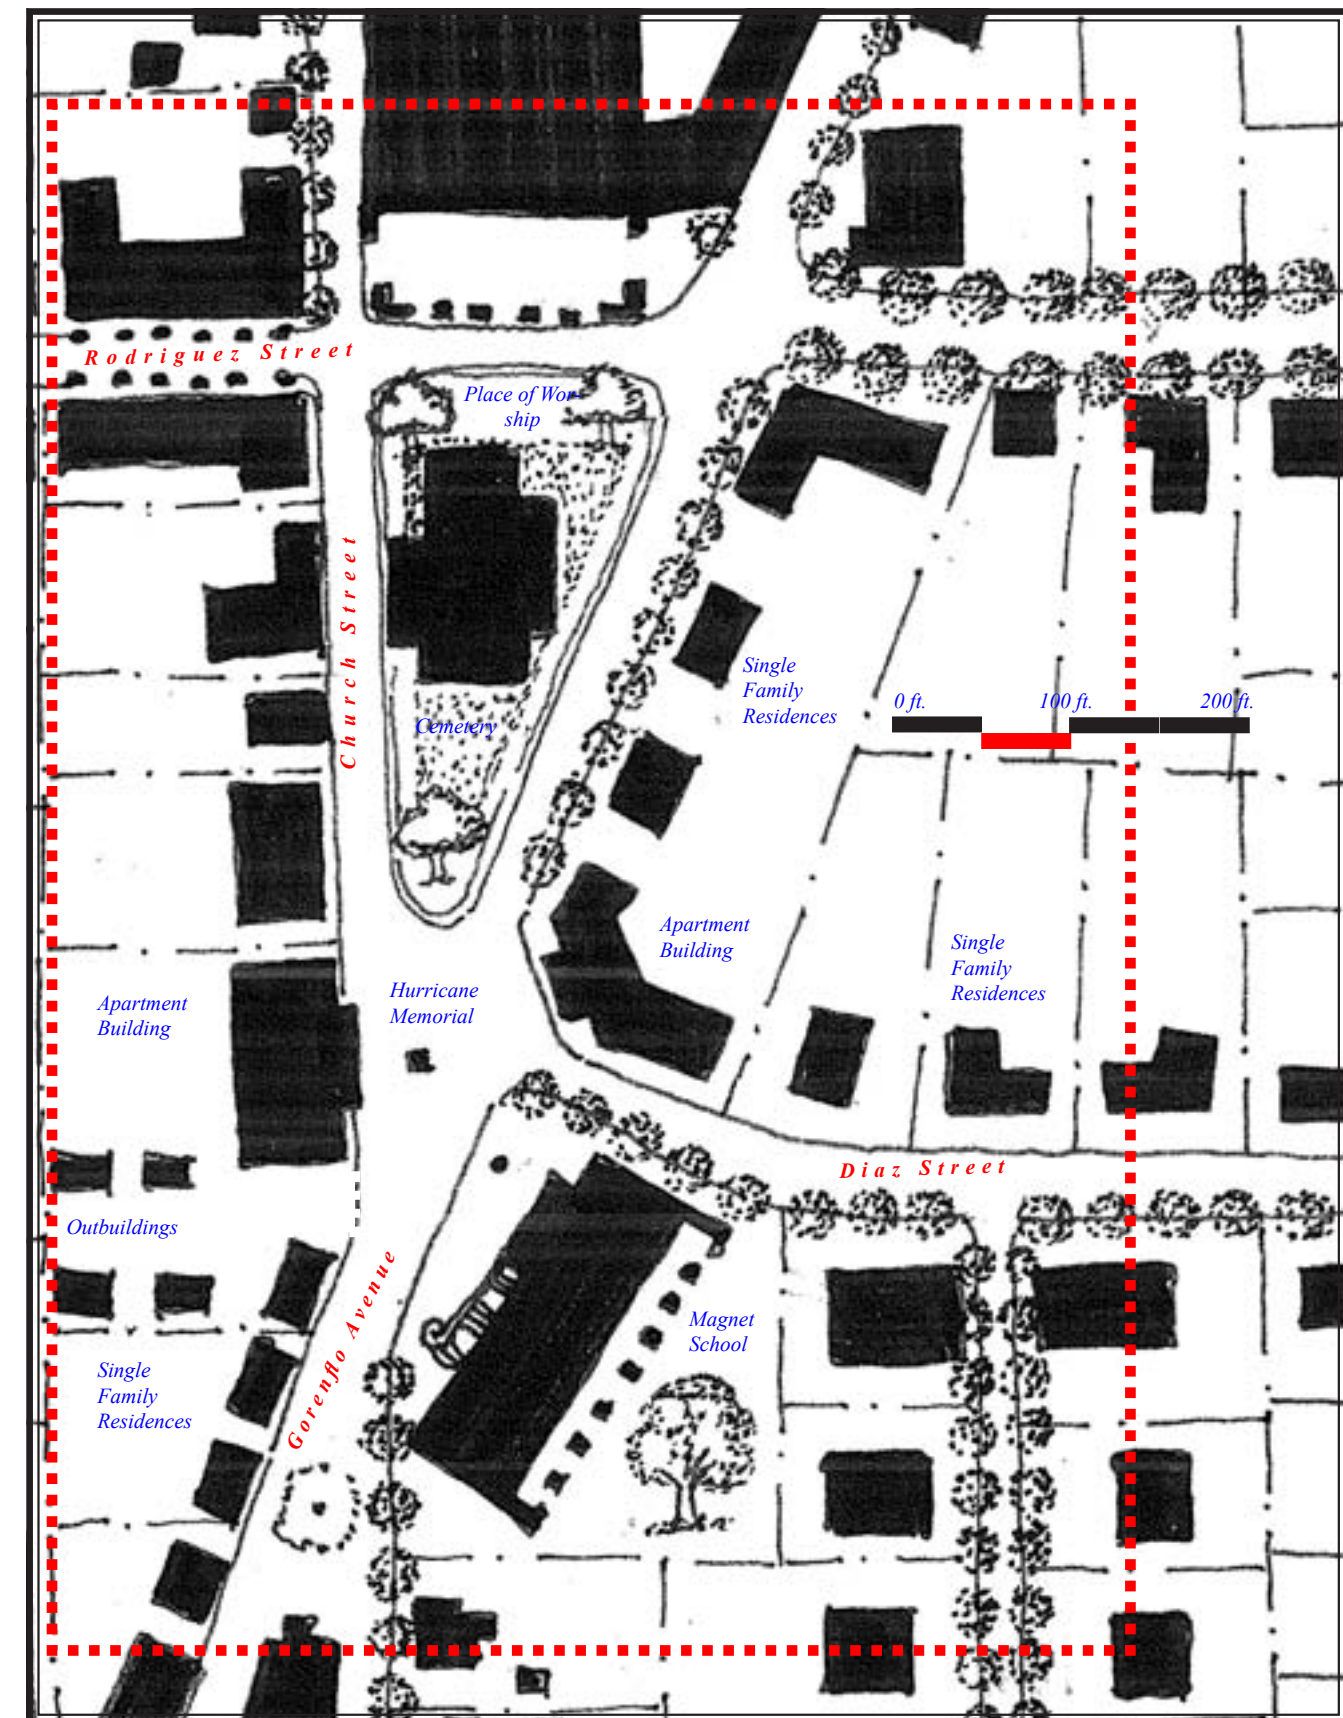 Rodriguez Street
Place of Wor-
ship
Church Street
Single
Family
Residences
0 ft.
100 ft.
200 ft.
Cemetery
Apartment
Building
Single
Family
Residences
Apartment
Building
Hurricane
Memorial
Diaz Street
Outbuildings
Gorenflo Avenue
Magnet
School
Single
Family
Residences